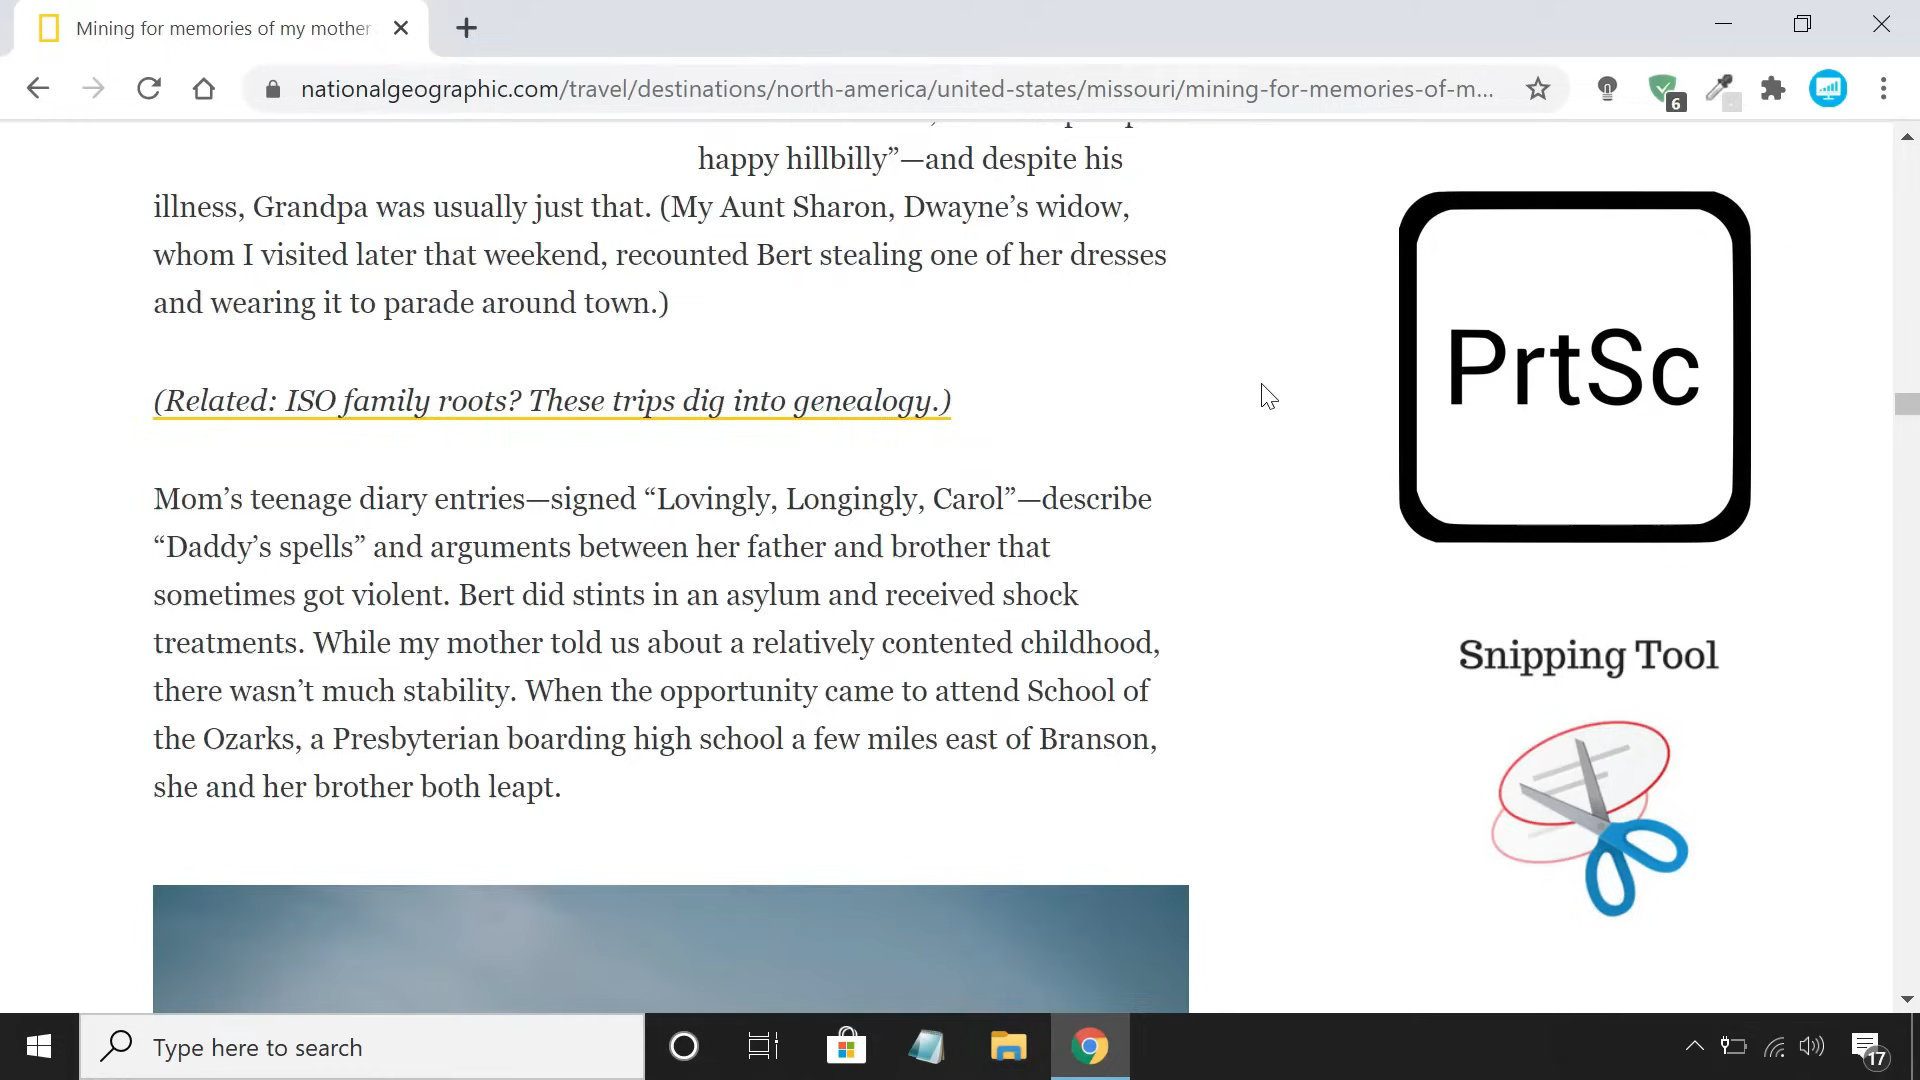 Mining for memories of my mother
nationalgeographic.com/travel/destinations/north-america/united-states/missouri/mining-for-memories-of-m...
6
happy hillbilly”—and despite his
illness, Grandpa was usually just that. (My Aunt Sharon, Dwayne’s widow,
whom I visited later that weekend, recounted Bert stealing one of her dresses
and wearing it to parade around town.)
(Related: ISO family roots? These trips dig into genealogy.)
Mom’s teenage diary entries—signed “Lovingly, Longingly, Carol”—describe
“Daddy’s spells” and arguments between her father and brother that
sometimes got violent. Bert did stints in an asylum and received shock
treatments. While my mother told us about a relatively contented childhood,
there wasn’t much stability. When the opportunity came to attend School of
the Ozarks, a Presbyterian boarding high school a few miles east of Branson,
she and her brother both leapt.
PrtSc
Snipping Tool
Type here to search
17